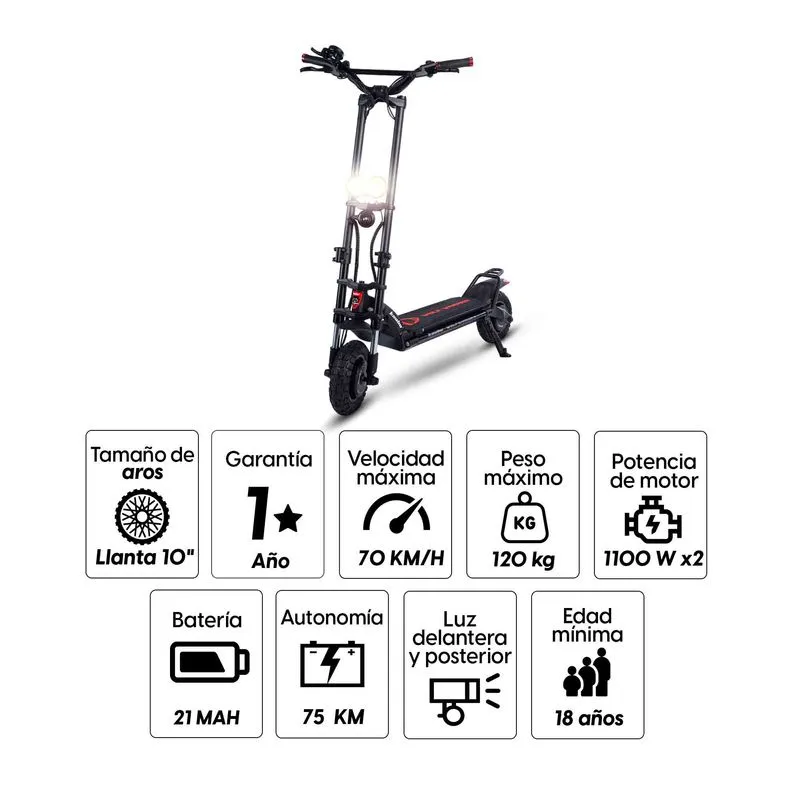 Tamaño de
aros
Llanta 10"
Garantía
1
Año
Velocidad
máxima
70 KM/H
Peso
máximo
KG
120 kg
Potencia
de motor
1100 W x2
Batería
21 MAH
Autonomía
- +
75 KM
Luz
delantera
y posterior
Edad
mínima
18 años